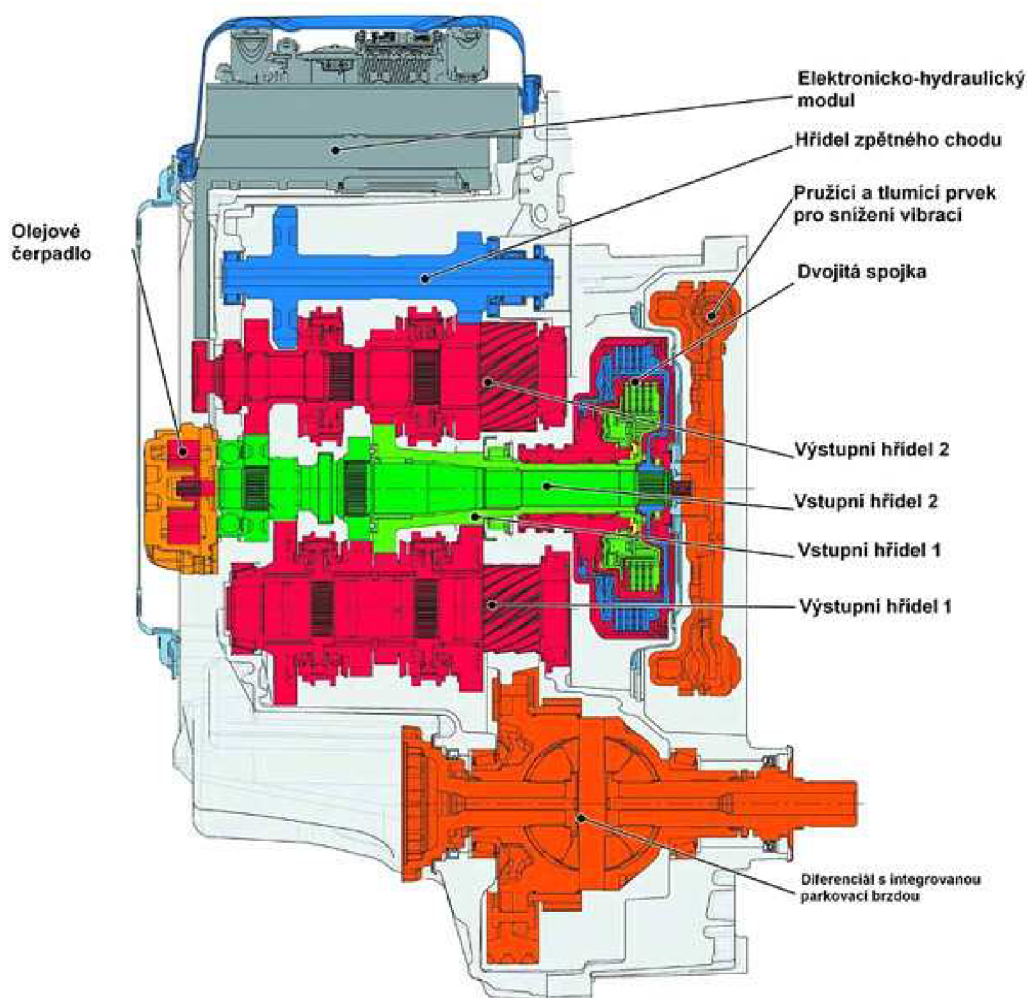 Elektronicko-hydraulický
modul
Hřídel zpětného chodu
Pružící a tlumicí prvek
pro snížení vibrací
Olejové
čerpadlo
Dvojitá spojka
Výstupní hřídel 2
Vstupní hřídel 2
Vstupní hřídel 1
Výstupní hřídel 1
Diferenciál s integrovanou
parkovací brzdou